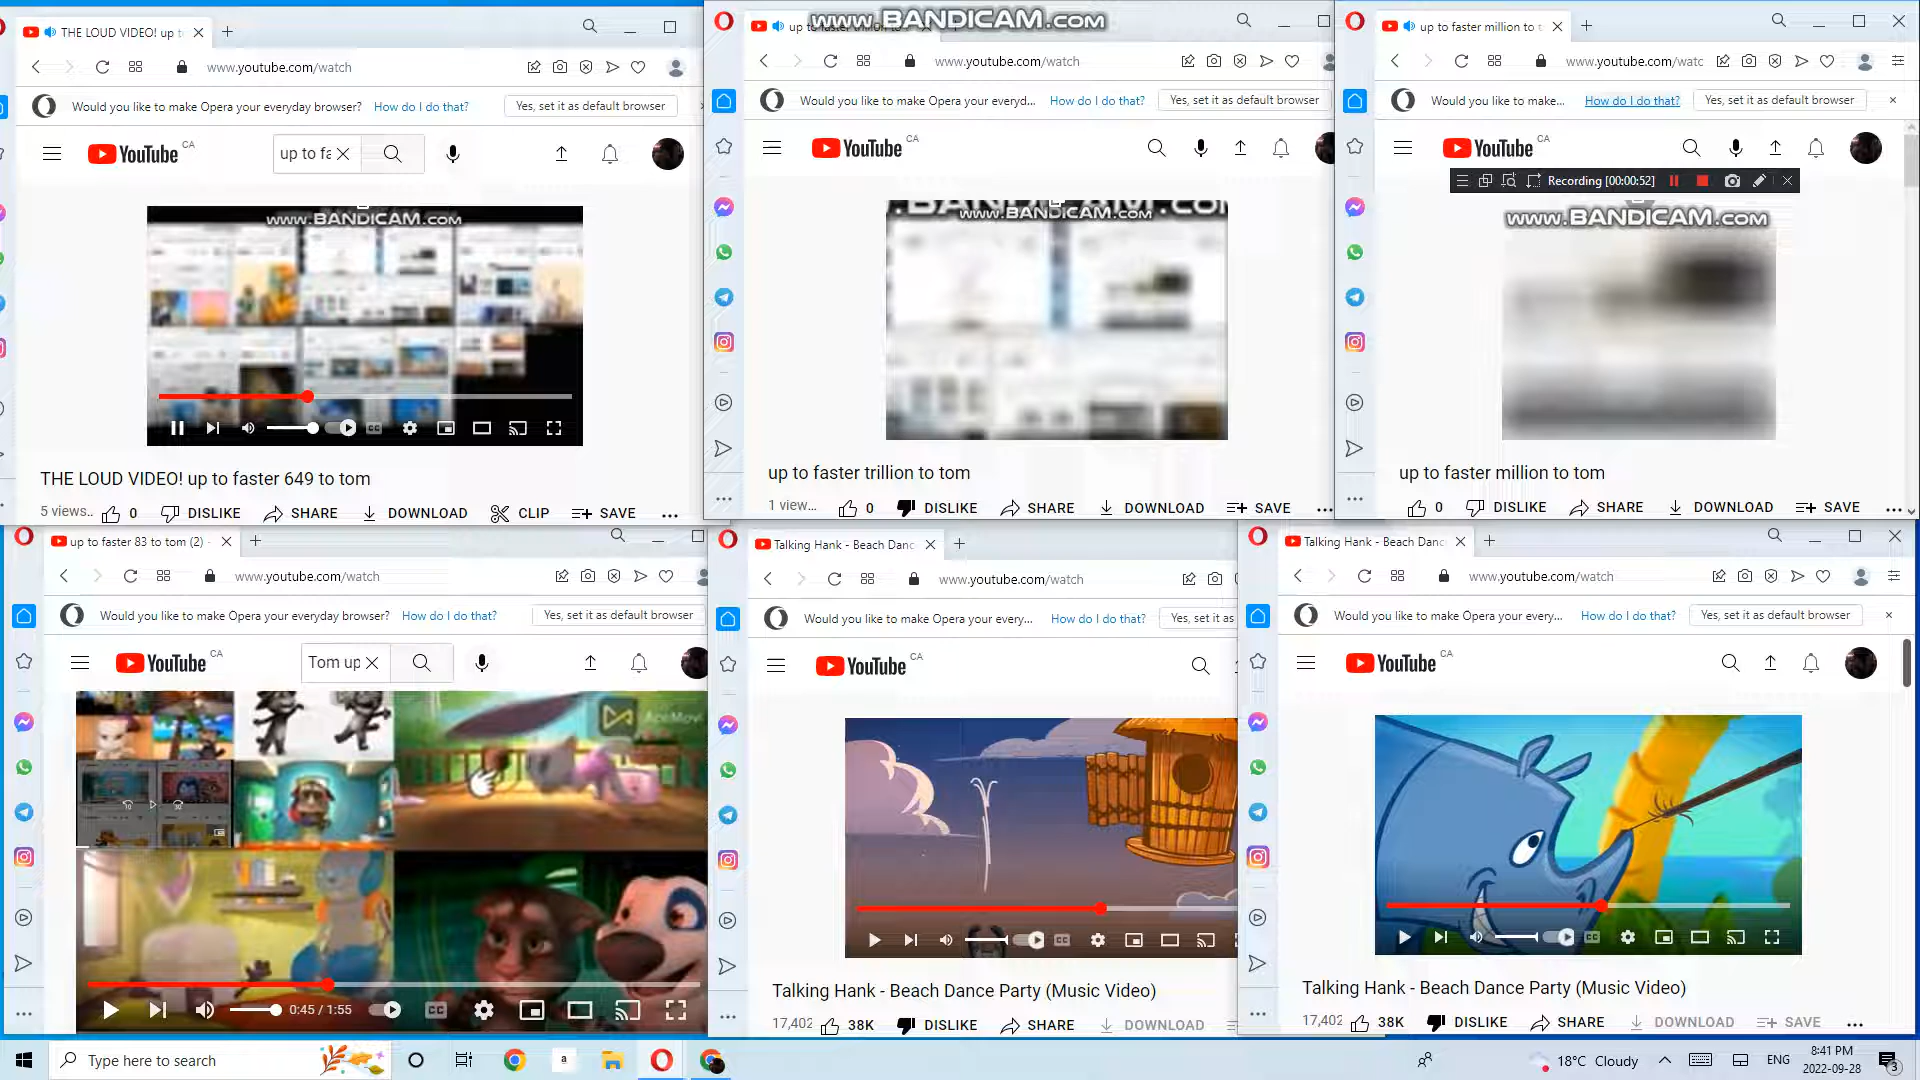 THE LOUD VIDEO! up t
www.youtube.com/watch
Would you like to make Opera your everyday browser? How do I do that? Yes, set it as default browser
YouTube CA
up to fa
www.BANDICAM.com
THE LOUD VIDEO! up to faster 649 to tom
5 views..
0 DISLIKE SHARE DOWNLOAD CLIP SAVE
www.BANDICAM.com
www.youtube.com/watch
Would you like to make Opera your everyd... How do I do that? Yes, set it as default browser
YouTube CA
www.BANDICAM.com
up to faster trillion to tom
1 view...
0 DISLIKE SHARE DOWNLOAD SAVE
up to faster million to t
www.youtube.com/watc
Would you like to make... How do I do that? Yes, set it as default browser
YouTube CA
Recording [00:00:52]
www.BANDICAM.com
up to faster million to tom
0 DISLIKE SHARE DOWNLOAD SAVE
up to faster 83 to tom (2) -
www.youtube.com/watch
Would you like to make Opera your everyday browser? How do I do that? Yes, set it as default browser
YouTube CA
Tom up
AceMovi
0:45 / 1:55
Talking Hank - Beach Danc
www.youtube.com/watch
Would you like to make Opera your every... How do I do that? Yes, set it as
YouTube CA
Talking Hank - Beach Dance Party (Music Video)
17,402 38K DISLIKE SHARE DOWNLOAD
Talking Hank - Beach Danc
www.youtube.com/watch
Would you like to make Opera your every... How do I do that? Yes, set it as default browser
YouTube CA
Talking Hank - Beach Dance Party (Music Video)
17,402 38K DISLIKE SHARE DOWNLOAD SAVE
Type here to search
a
18°C Cloudy
ENG
8:41 PM
2022-09-28
3